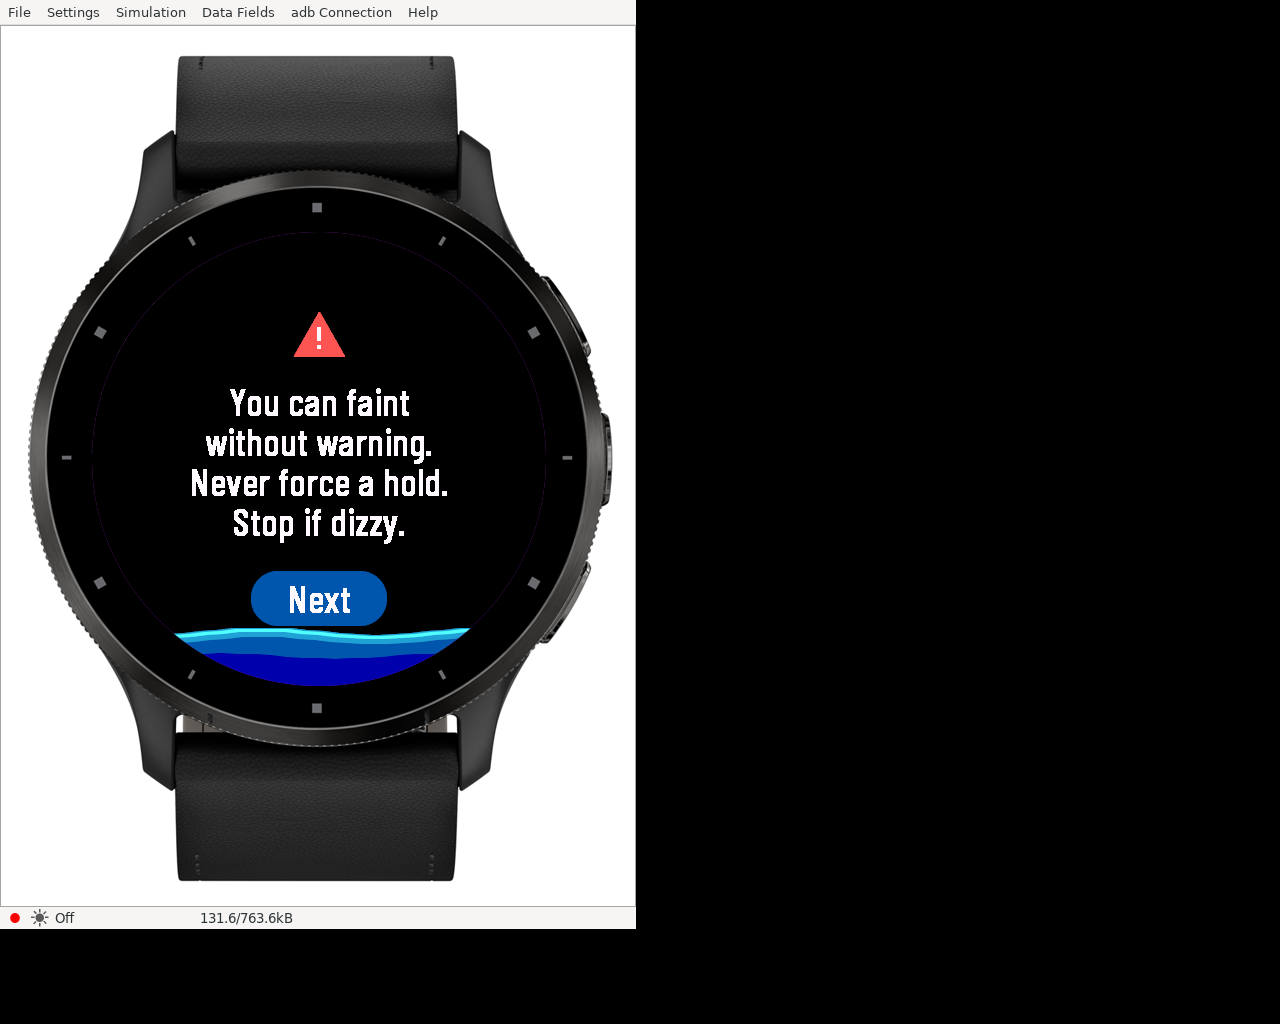 File Settings Simulation Data Fields adb Connection Help
!
You can faint
without warning.
Never force a hold.
Stop if dizzy.
Next
Off 131.6/763.6kB